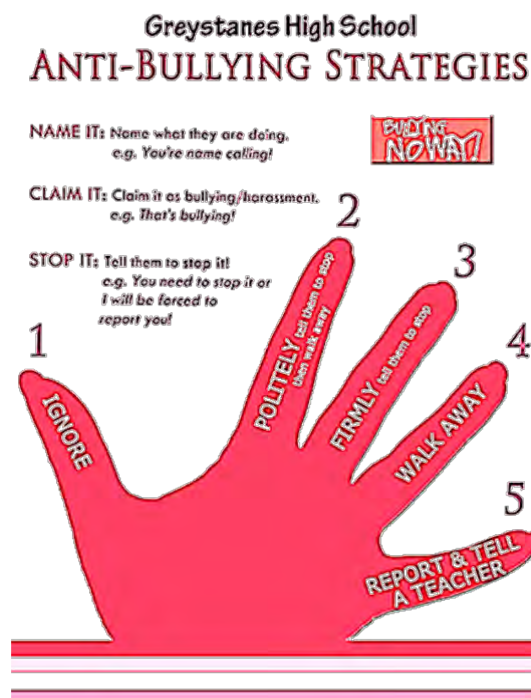 Greystanes High School
ANTI-BULLYING STRATEGIES
NAME IT: Name what they are doing.
e.g. You're name calling!
BULLYING
NO WAY!
CLAIM IT: Claim it as bullying/harassment.
e.g. That's bullying!
STOP IT: Tell them to stop it!
e.g. You need to stop it or
I will be forced to
report you!
1
IGNORE
2
POLITELY tell them to stop
then walk away
3
FIRMLY tell them to stop
4
WALK AWAY
5
REPORT & TELL
A TEACHER